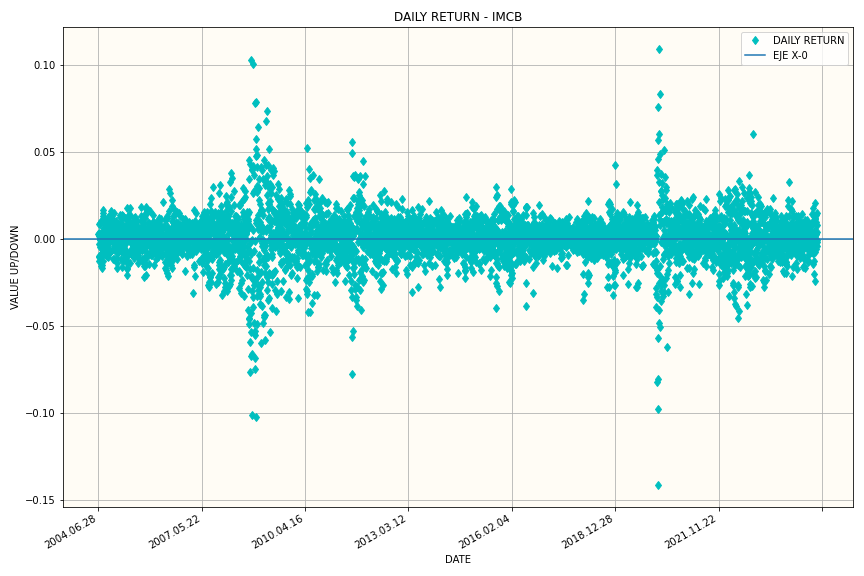 DAILY RETURN - IMCB
DAILY RETURN
EJE X-0
VALUE UP/DOWN
0.10
0.05
0.00
−0.05
−0.10
−0.15
2004.06.28
2007.05.22
2010.04.16
2013.03.12
2016.02.04
2018.12.28
2021.11.22
DATE